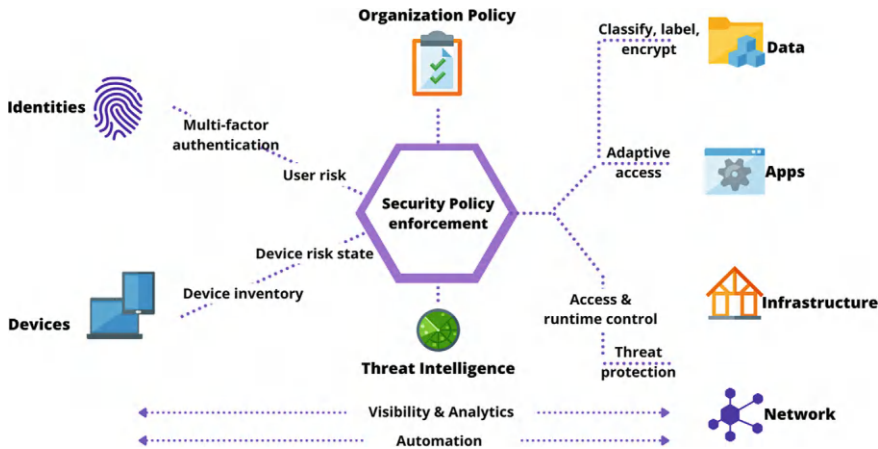 Organization Policy
Classify, label,
encrypt
Data
Identities
Multi-factor
authentication
User risk
Adaptive
access
Apps
Security Policy
enforcement
Device risk state
Device inventory
Devices
Access &
runtime control
Infrastructure
Threat Intelligence
Threat
protection
Visibility & Analytics
Network
Automation